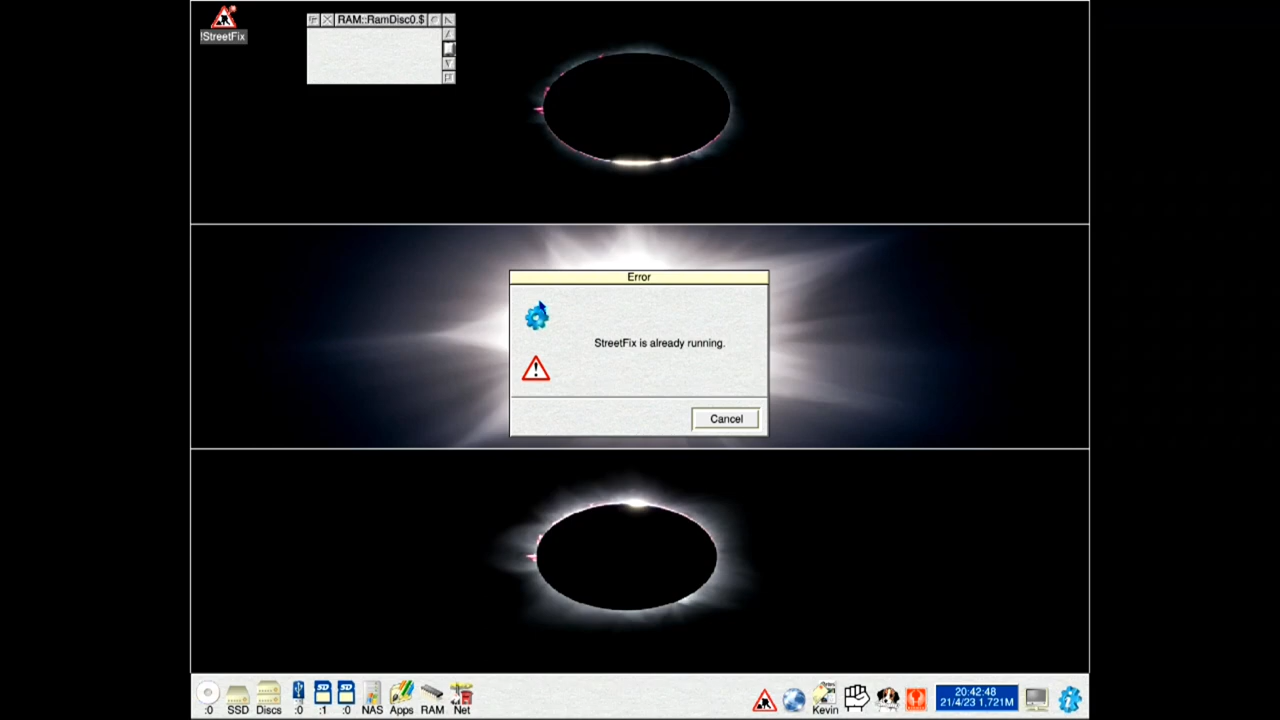 !StreetFix
RAM::RamDisc0.$
Error
StreetFix is already running.
Cancel
:0
SSD
Discs
:0
:1
:0
NAS
Apps
RAM
Net
Kevin
20:42:48
21/4/23 1,721M